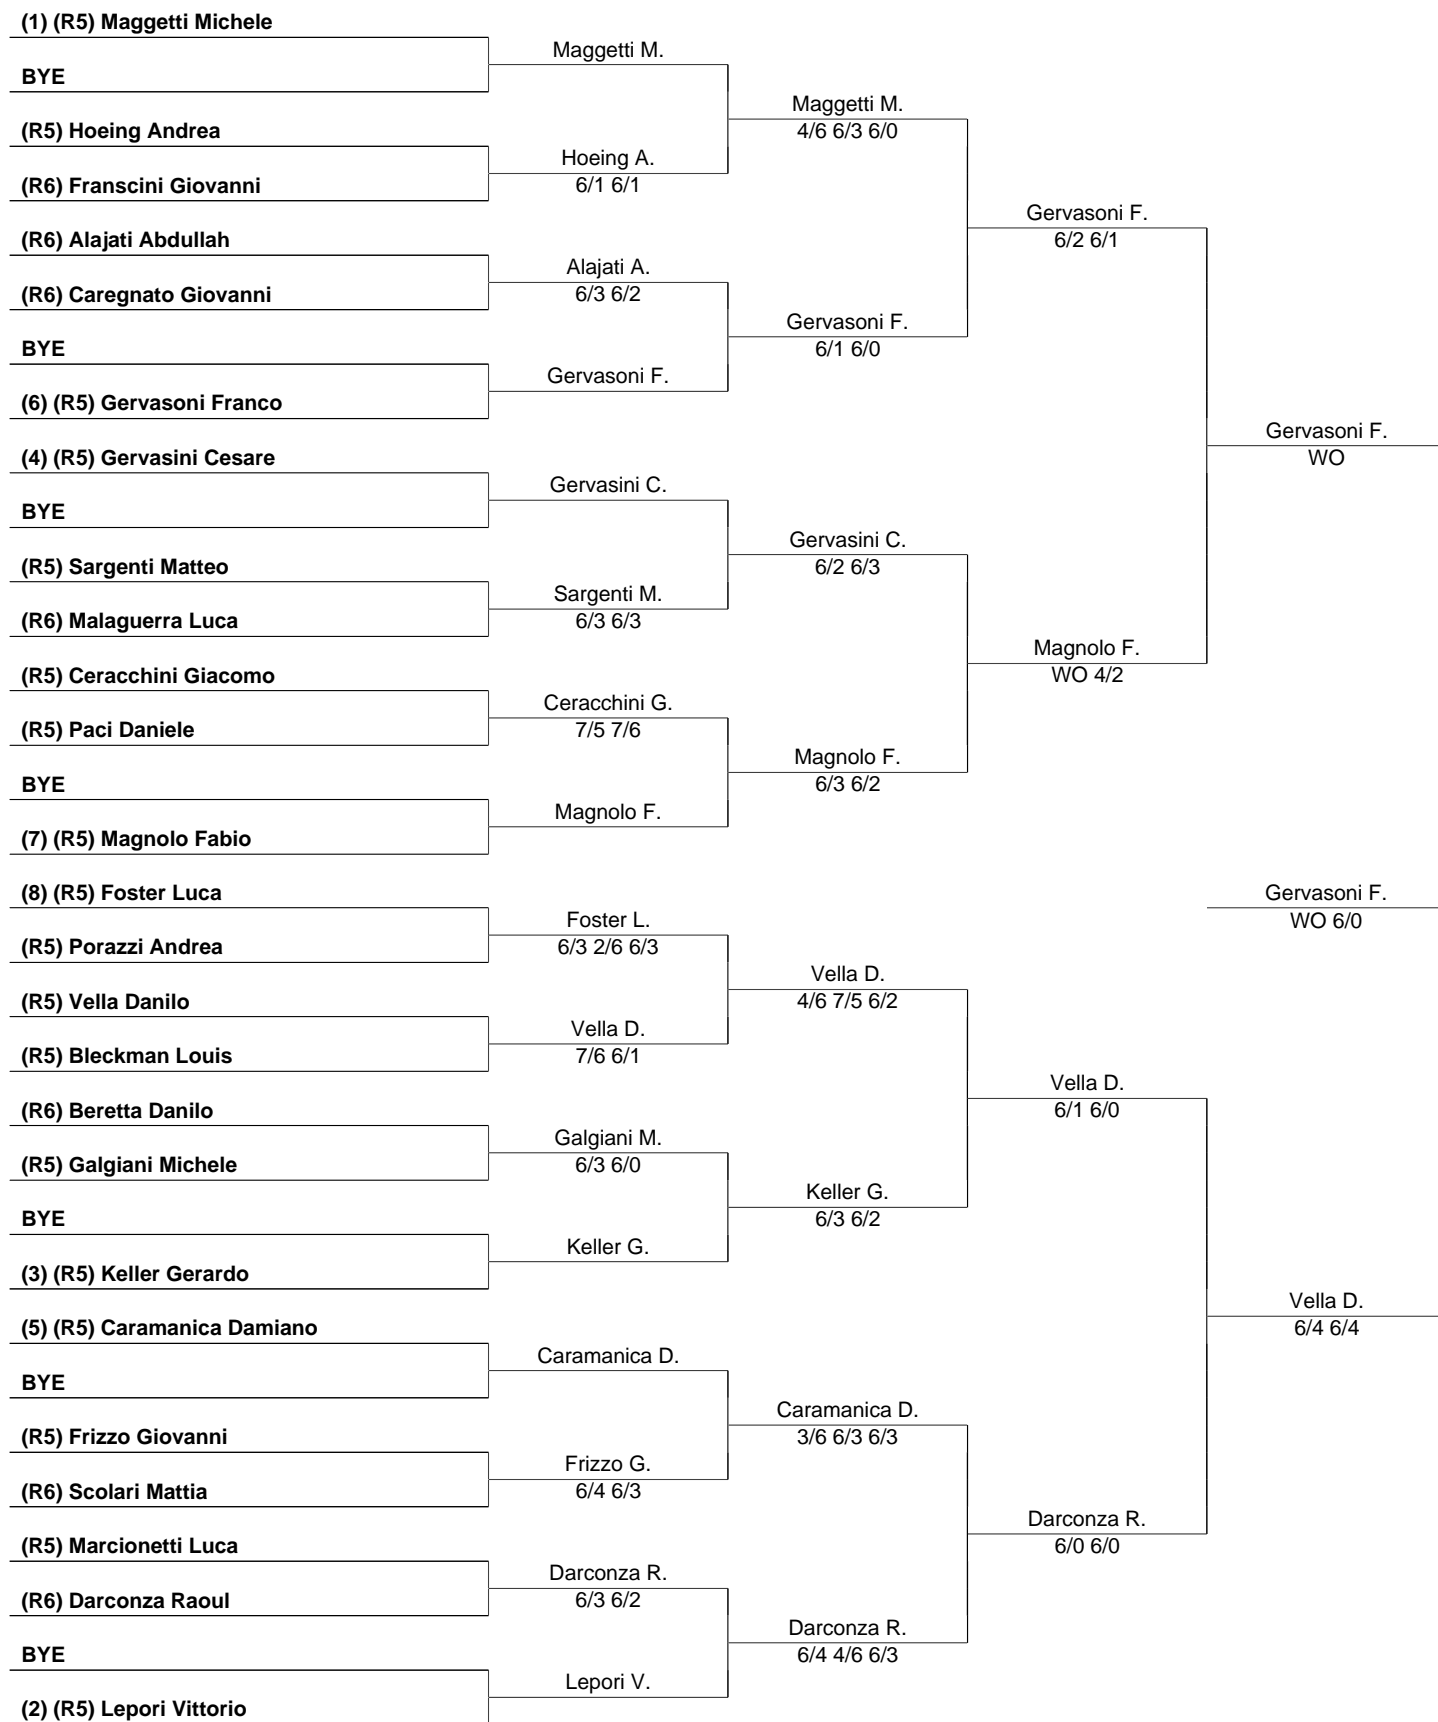 (1) (R5) Maggetti Michele
Maggetti M.
BYE
Maggetti M.
4/6 6/3 6/0
(R5) Hoeing Andrea
Hoeing A.
6/1 6/1
(R6) Franscini Giovanni
Gervasoni F.
6/2 6/1
(R6) Alajati Abdullah
Alajati A.
6/3 6/2
(R6) Caregnato Giovanni
Gervasoni F.
6/1 6/0
BYE
Gervasoni F.
(6) (R5) Gervasoni Franco
Gervasoni F.
WO
(4) (R5) Gervasini Cesare
Gervasini C.
BYE
Gervasini C.
6/2 6/3
(R5) Sargenti Matteo
Sargenti M.
6/3 6/3
(R6) Malaguerra Luca
Magnolo F.
WO 4/2
(R5) Ceracchini Giacomo
Ceracchini G.
7/5 7/6
(R5) Paci Daniele
Magnolo F.
6/3 6/2
BYE
Magnolo F.
(7) (R5) Magnolo Fabio
(8) (R5) Foster Luca
Gervasoni F.
WO 6/0
Foster L.
6/3 2/6 6/3
(R5) Porazzi Andrea
Vella D.
4/6 7/5 6/2
(R5) Vella Danilo
Vella D.
7/6 6/1
(R5) Bleckman Louis
Vella D.
6/1 6/0
(R6) Beretta Danilo
Galgiani M.
6/3 6/0
(R5) Galgiani Michele
Keller G.
6/3 6/2
BYE
Keller G.
(3) (R5) Keller Gerardo
Vella D.
6/4 6/4
(5) (R5) Caramanica Damiano
Caramanica D.
BYE
Caramanica D.
3/6 6/3 6/3
(R5) Frizzo Giovanni
Frizzo G.
6/4 6/3
(R6) Scolari Mattia
Darconza R.
6/0 6/0
(R5) Marcionetti Luca
Darconza R.
6/3 6/2
(R6) Darconza Raoul
Darconza R.
6/4 4/6 6/3
BYE
Lepori V.
(2) (R5) Lepori Vittorio